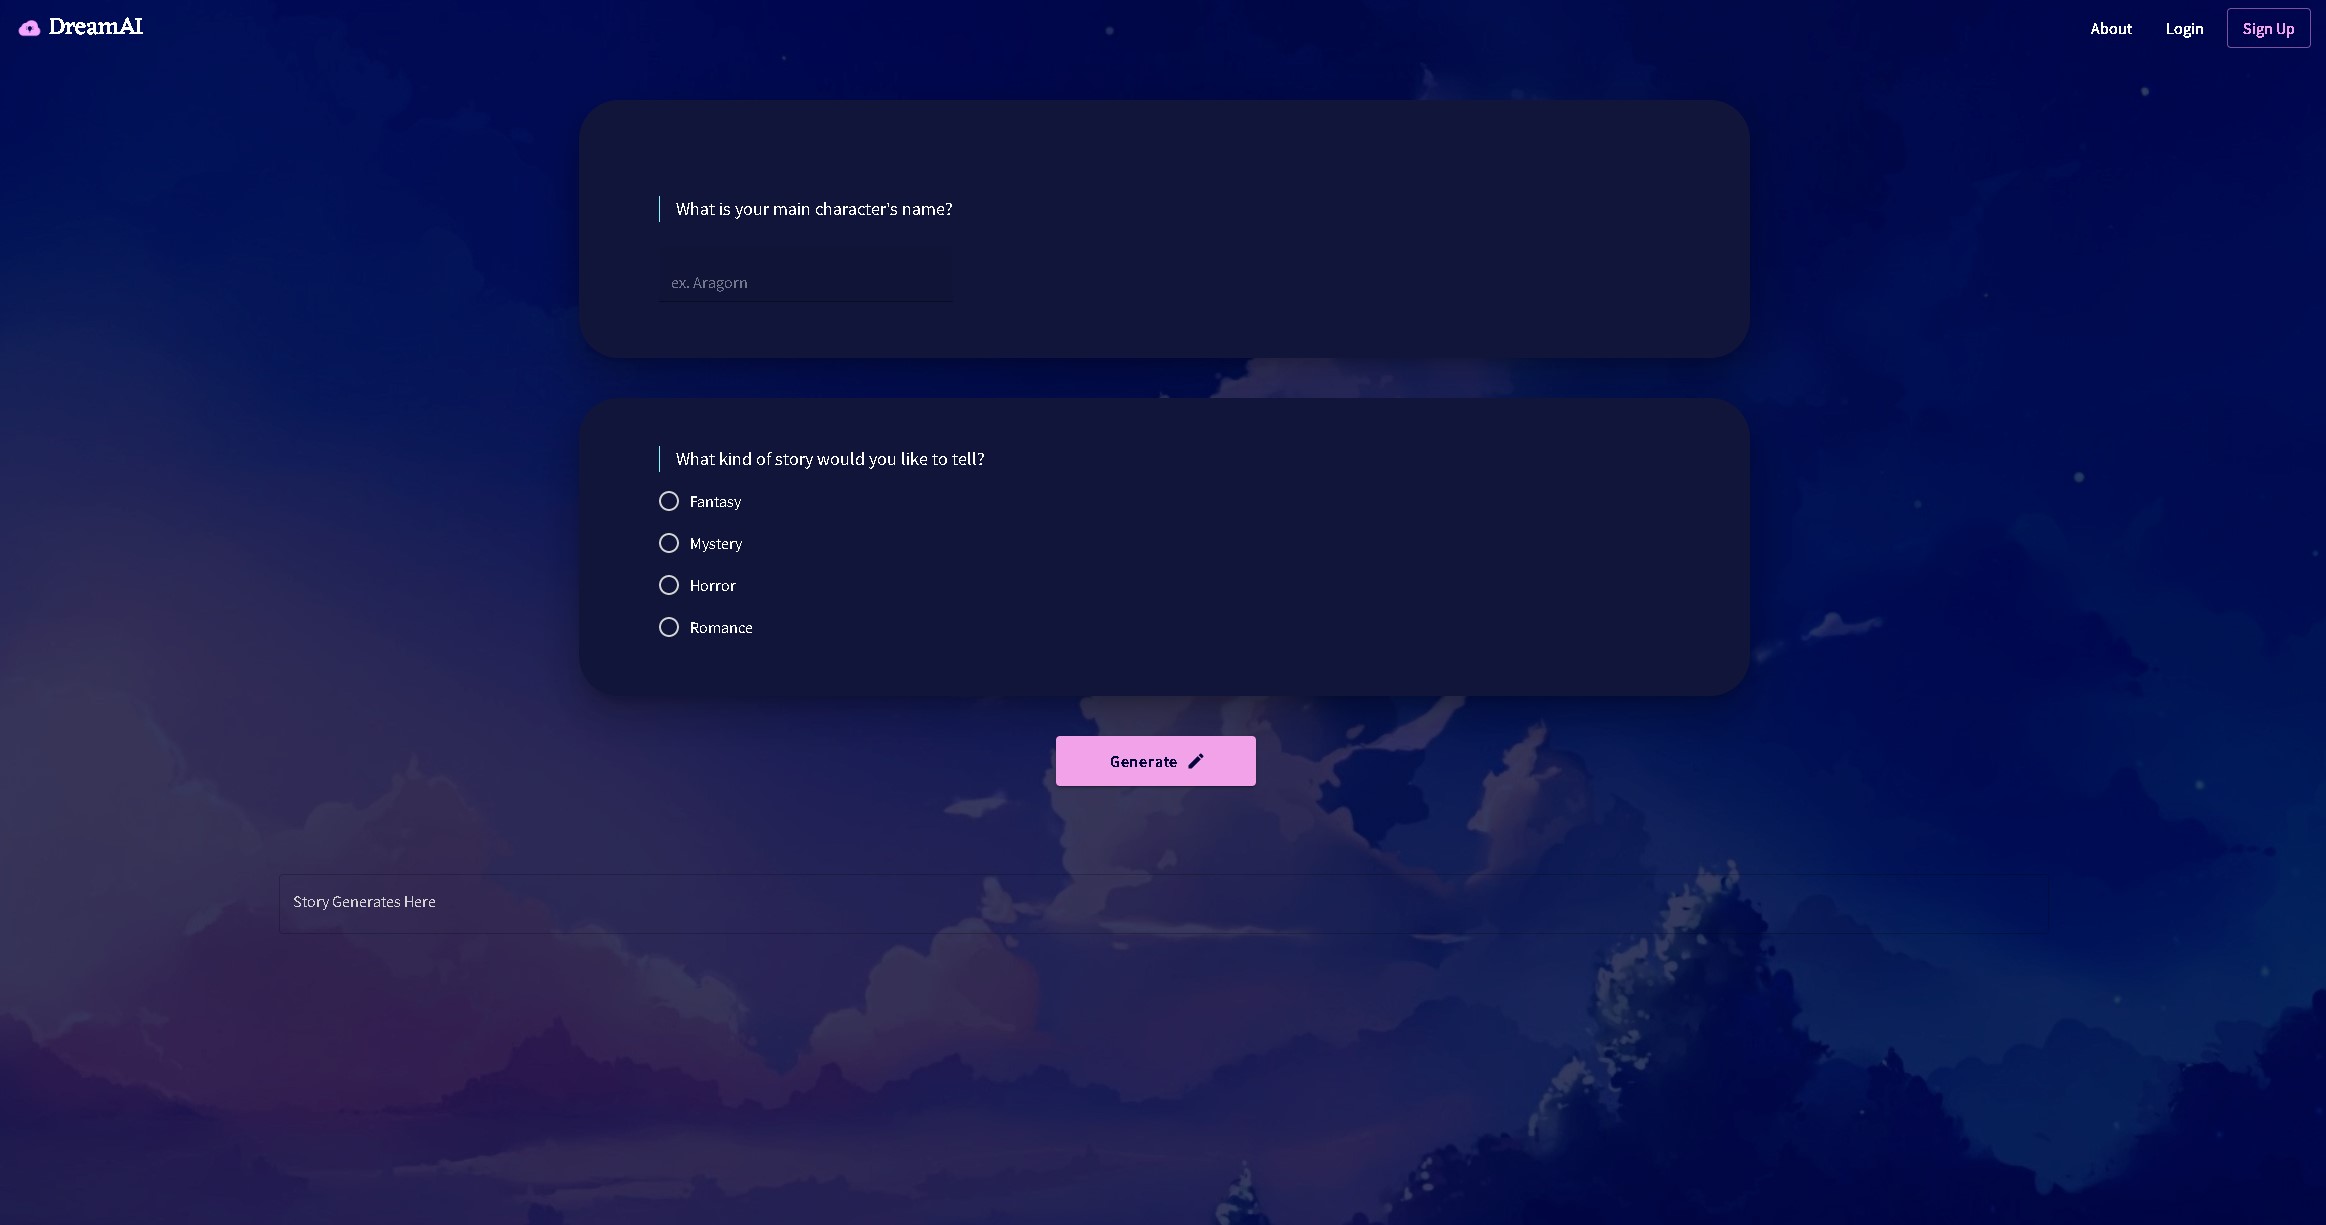 DreamAI
About
Login
Sign Up
What is your main character's name?
ex. Aragorn
What kind of story would you like to tell?
Fantasy
Mystery
Horror
Romance
Generate
Story Generates Here